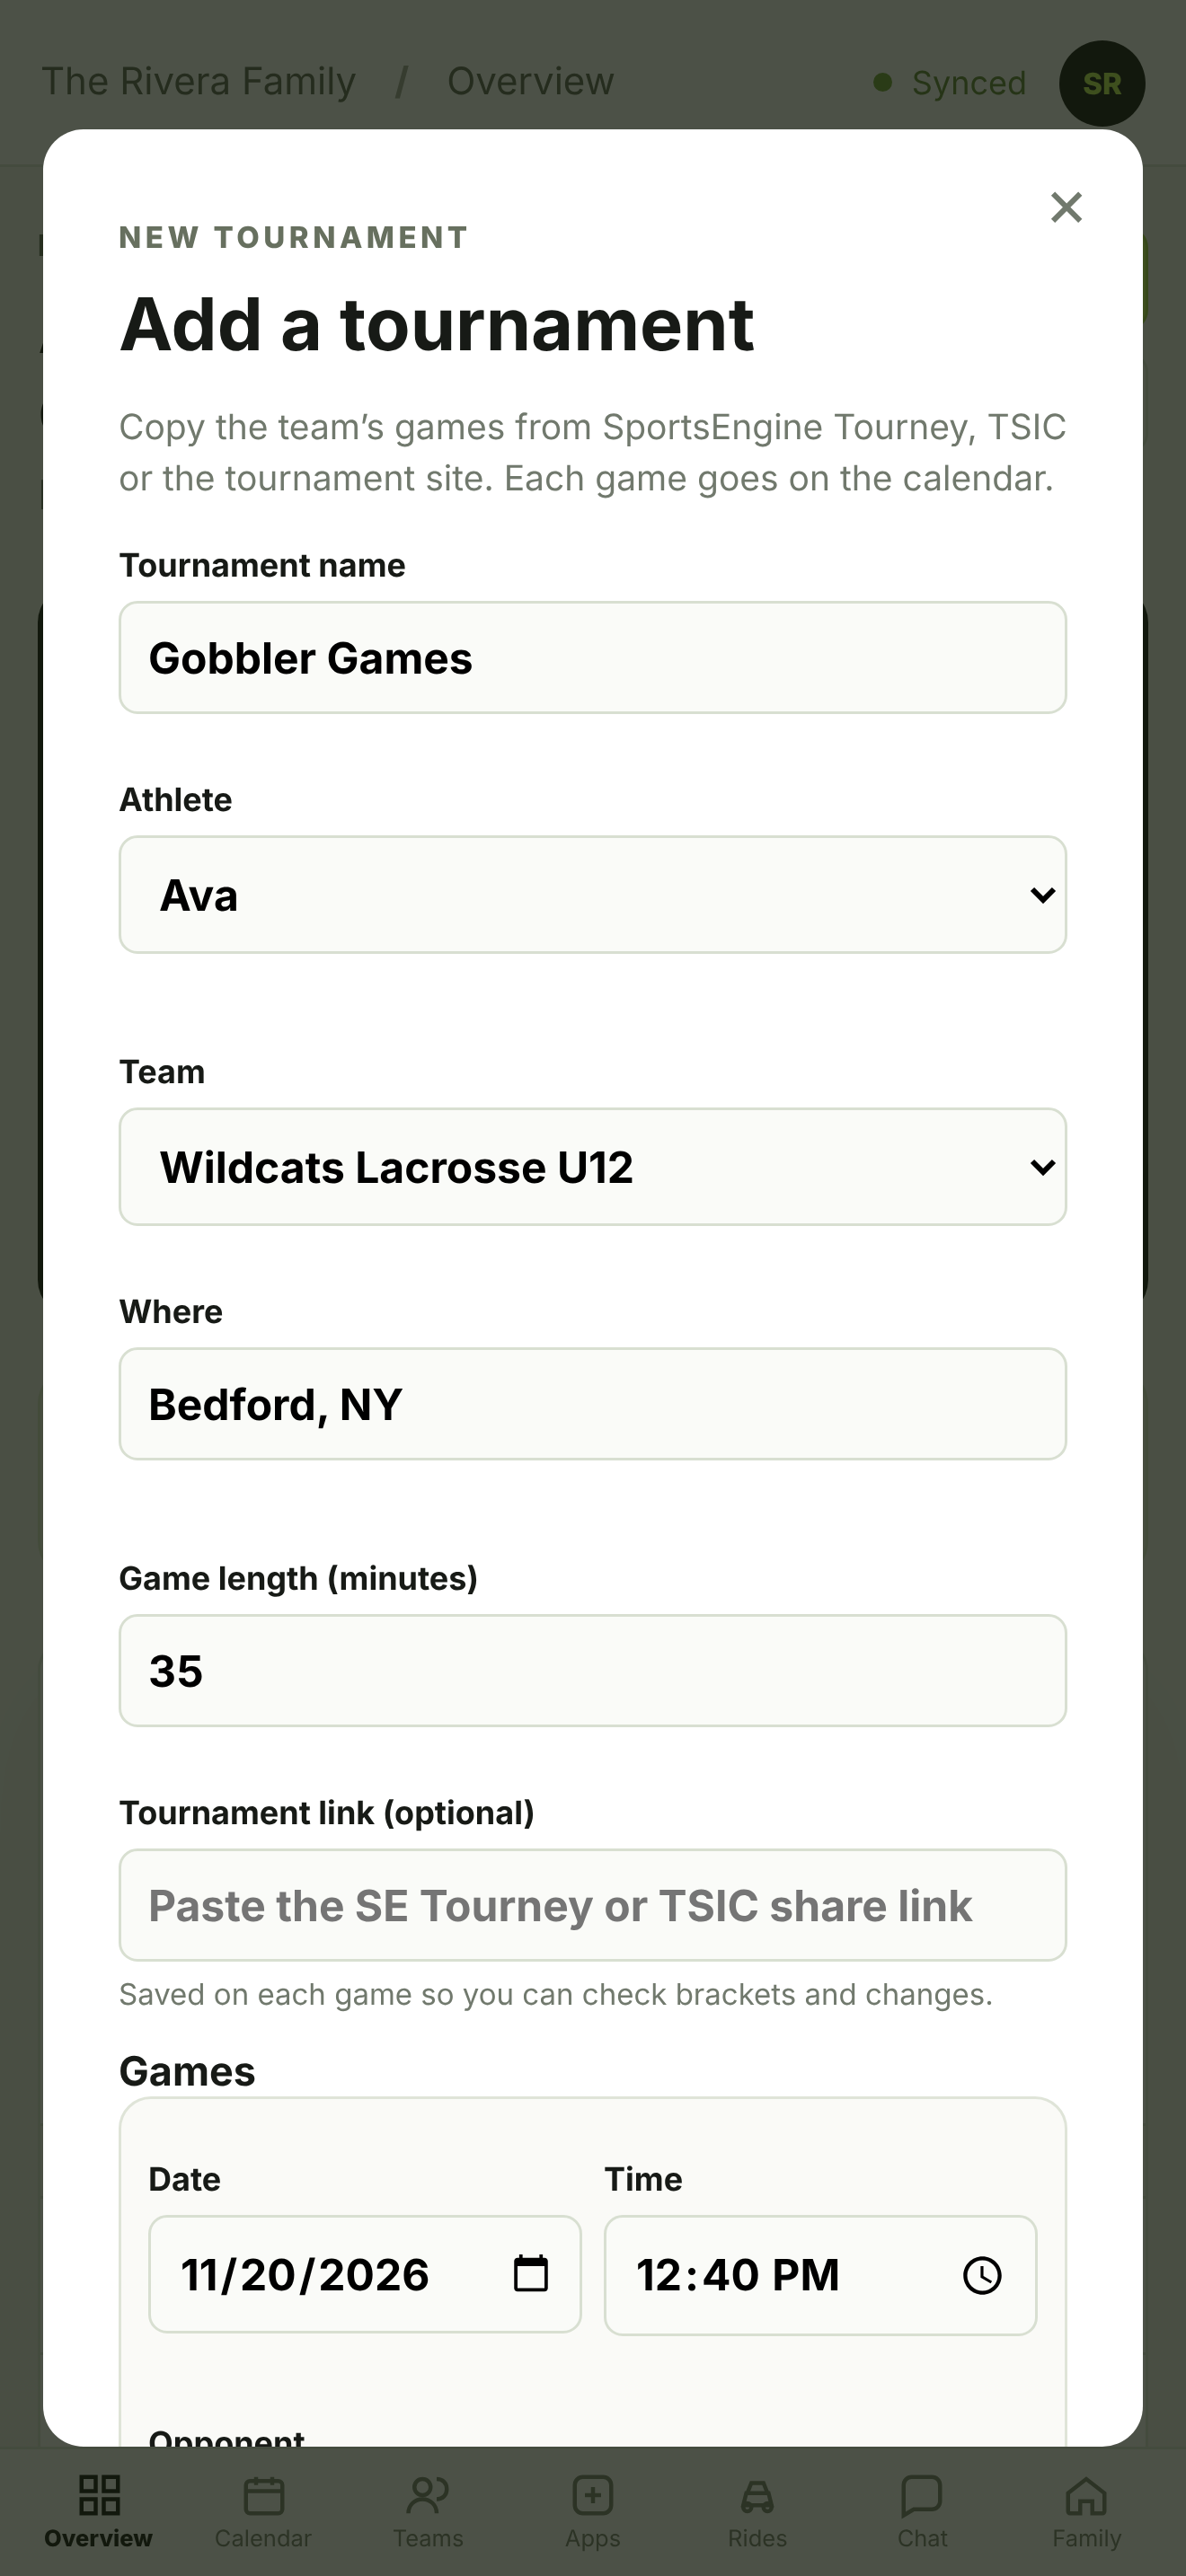 The Rivera Family / Overview
Synced
SR
NEW TOURNAMENT
Add a tournament
Copy the team’s games from SportsEngine Tourney, TSIC
or the tournament site. Each game goes on the calendar.
Tournament name
Gobbler Games
Athlete
Ava
Team
Wildcats Lacrosse U12
Where
Bedford, NY
Game length (minutes)
35
Tournament link (optional)
Paste the SE Tourney or TSIC share link
Saved on each game so you can check brackets and changes.
Games
Date Time
11/20/2026 12:40 PM
Opponent
Overview Calendar Teams Apps Rides Chat Family